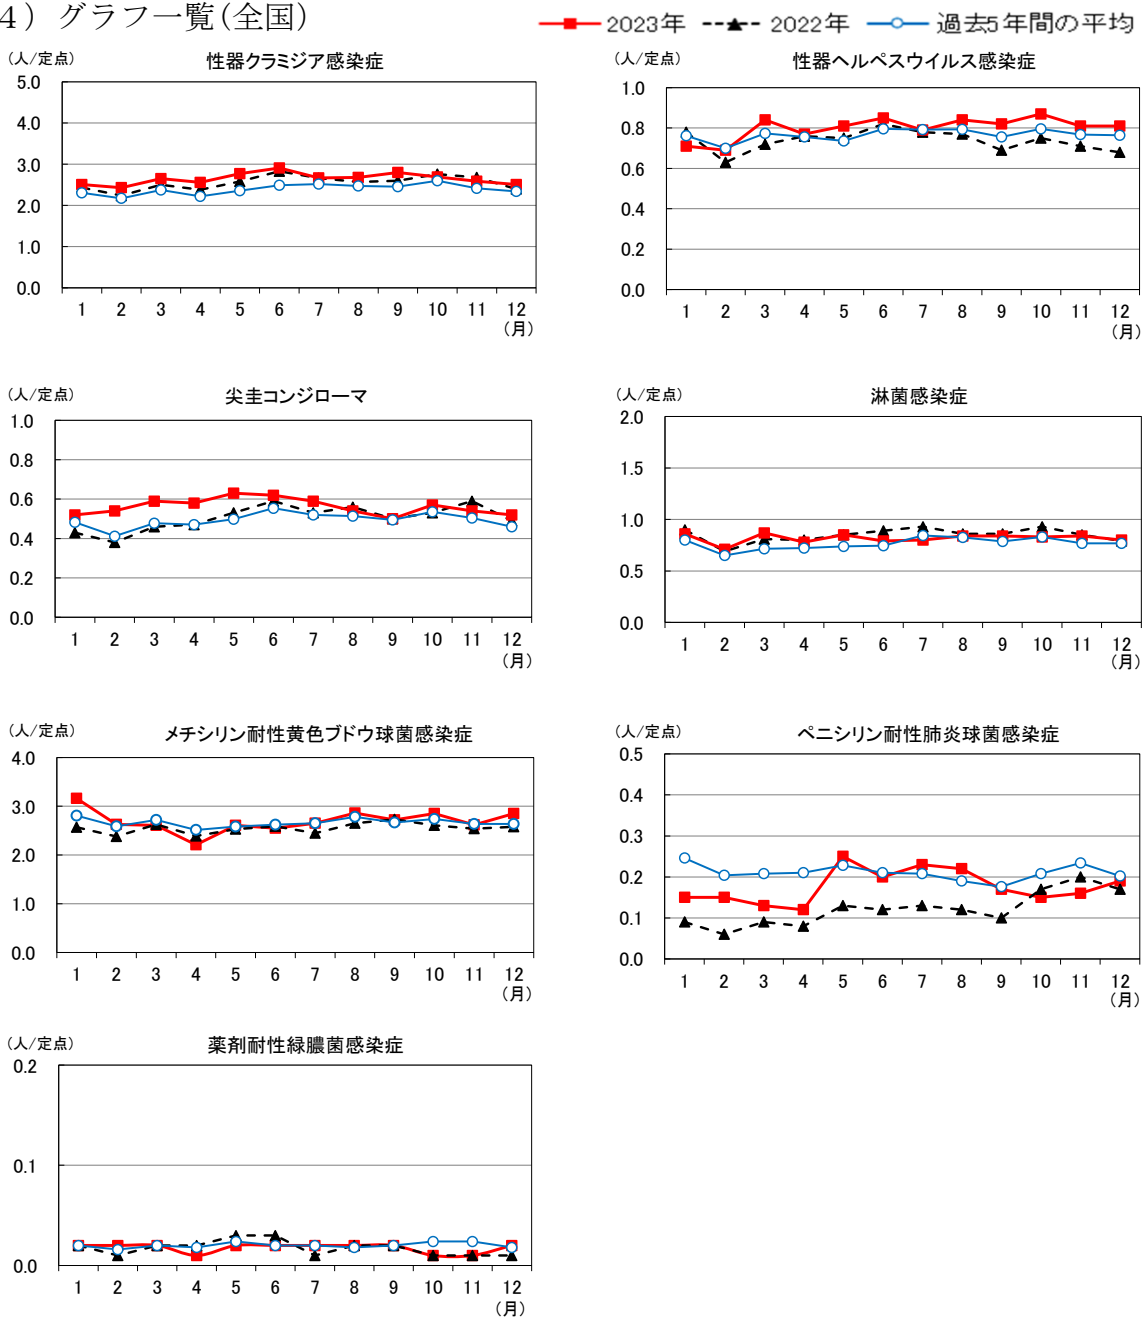 4）グラフ一覧(全国)
2023年 2022年 過去5年間の平均
(人/定点) 性器クラミジア感染症
5.0
4.0
3.0
2.0
1.0
0.0
1 2 3 4 5 6 7 8 9 10 11 12
(月)
(人/定点) 性器ヘルペスウイルス感染症
1.0
0.8
0.6
0.4
0.2
0.0
1 2 3 4 5 6 7 8 9 10 11 12
(月)
(人/定点) 尖圭コンジローマ
1.0
0.8
0.6
0.4
0.2
0.0
1 2 3 4 5 6 7 8 9 10 11 12
(月)
(人/定点) 淋菌感染症
2.0
1.5
1.0
0.5
0.0
1 2 3 4 5 6 7 8 9 10 11 12
(月)
(人/定点) メチシリン耐性黄色ブドウ球菌感染症
4.0
3.0
2.0
1.0
0.0
1 2 3 4 5 6 7 8 9 10 11 12
(月)
(人/定点) ペニシリン耐性肺炎球菌感染症
0.5
0.4
0.3
0.2
0.1
0.0
1 2 3 4 5 6 7 8 9 10 11 12
(月)
(人/定点) 薬剤耐性緑膿菌感染症
0.2
0.1
0.0
1 2 3 4 5 6 7 8 9 10 11 12
(月)